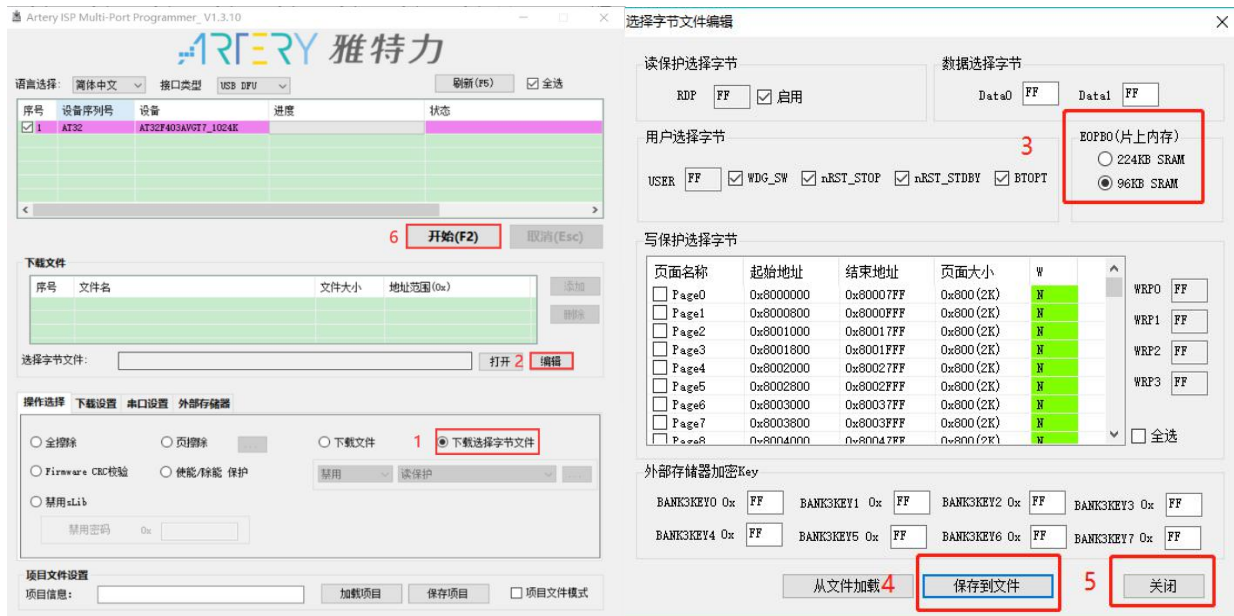 Artery ISP Multi-Port Programmer_ V1.3.10
ARTERY 雅特力
语言选择: 简体中文 接口类型 USB DFU 刷新(F5) 全选
序号 设备序列号 设备 进度 状态
1 AT32 AT32F403AVGT7_1024K
6 开始(F2) 取消(Esc)
下载文件
序号 文件名 文件大小 地址范围(0x) 添加
删除
选择字节文件: 打开 2 编辑
操作选择 下载设置 串口设置 外部存储器
全擦除 页擦除 ... 下载文件 1 下载选择字节文件
Firmware CRC校验 使能/除能 保护 禁用 读保护 ...
禁用sLib
禁用密码 0x
项目文件设置
项目信息: 加载项目 保存项目 项目文件模式
选择字节文件编辑
读保护选择字节 数据选择字节
RDP FF 启用 Data0 FF Data1 FF
用户选择字节 3 EOPB0(片上内存)
224KB SRAM
USER FF WDG_SW nRST_STOP nRST_STDBY BTOPT 96KB SRAM
写保护选择字节
页面名称 起始地址 结束地址 页面大小 W
Page0 0x8000000 0x80007FF 0x800(2K) N WRP0 FF
Page1 0x8000800 0x8000FFF 0x800(2K) N WRP1 FF
Page2 0x8001000 0x80017FF 0x800(2K) N
Page3 0x8001800 0x8001FFF 0x800(2K) N WRP2 FF
Page4 0x8002000 0x80027FF 0x800(2K) N
Page5 0x8002800 0x8002FFF 0x800(2K) N WRP3 FF
Page6 0x8003000 0x80037FF 0x800(2K) N
Page7 0x8003800 0x8003FFF 0x800(2K) N
Page8 0x8004000 0x80047FF 0x800(2K) N 全选
外部存储器加密Key
BANK3KEY0 0x FF BANK3KEY1 0x FF BANK3KEY2 0x FF BANK3KEY3 0x FF
BANK3KEY4 0x FF BANK3KEY5 0x FF BANK3KEY6 0x FF BANK3KEY7 0x FF
从文件加载 4 保存到文件 5 关闭